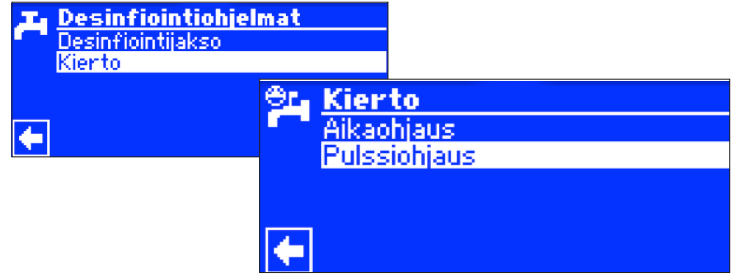 Desinfiointiohjelmat
Desinfiointijakso
Kierto
Kierto
Aikaohjaus
Pulssiohjaus